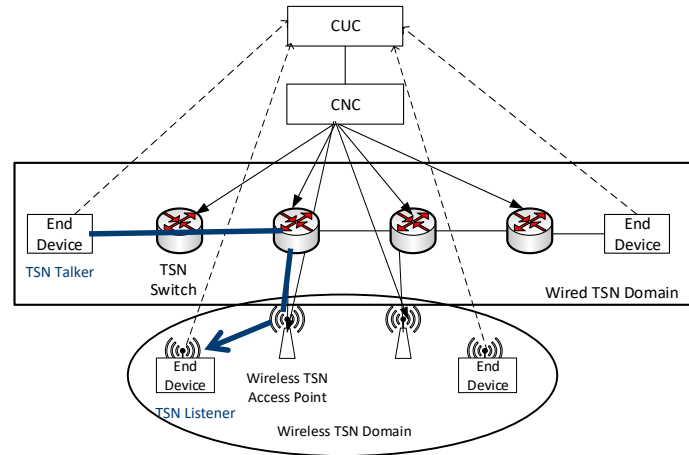 CUC
CNC
End
Device
End
Device
TSN Talker
TSN
Switch
Wired TSN Domain
End
Device
Wireless TSN
Access Point
End
Device
TSN Listener
Wireless TSN Domain